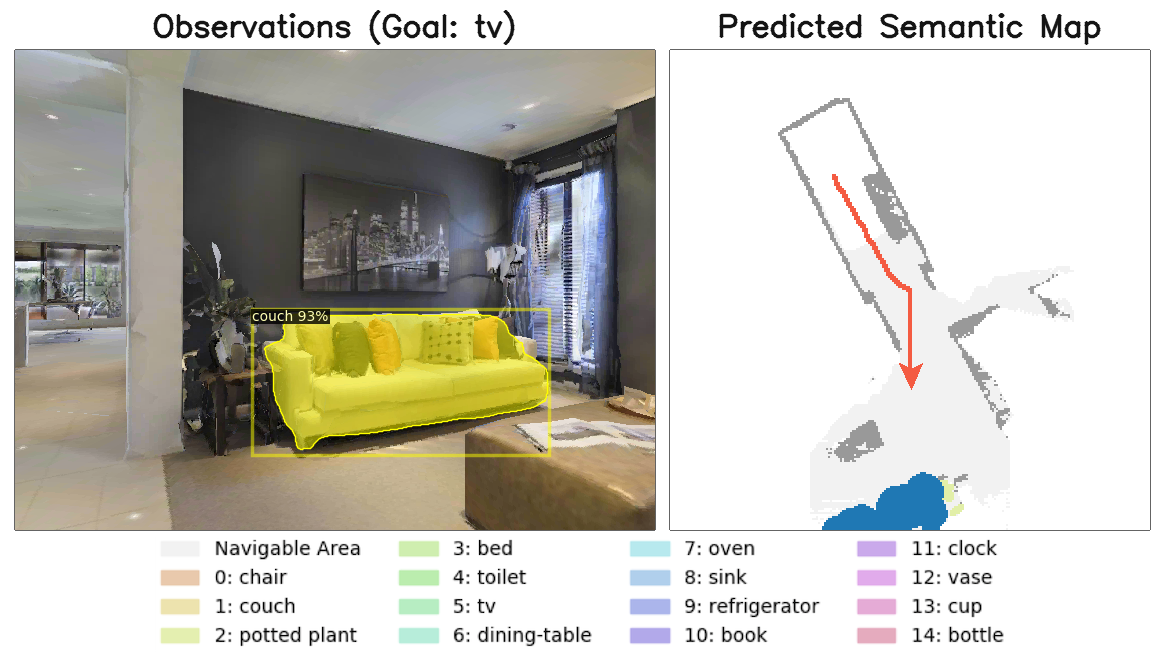 Observations (Goal: tv)
Predicted Semantic Map
couch 93%
Navigable Area
0: chair
1: couch
2: potted plant
3: bed
4: toilet
5: tv
6: dining-table
7: oven
8: sink
9: refrigerator
10: book
11: clock
12: vase
13: cup
14: bottle